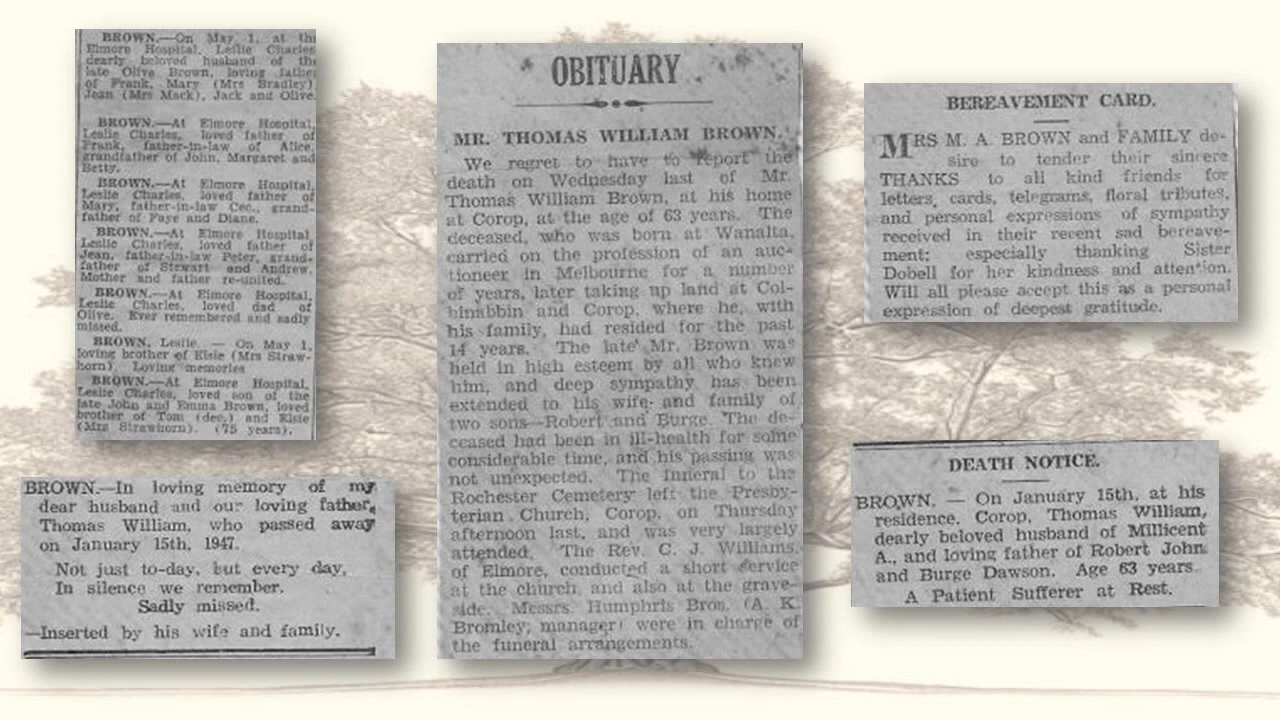 BROWN.—On May 1, at the
Elmore Hospital, Leslie Charles
dearly beloved husband of the
late Olive Brown, loving father
of Frank, Mary (Mrs Bradley)
Jean (Mrs Mack), Jack and Olive.
BROWN.—At Elmore Hospital,
Leslie Charles, loved father of
Frank, father-in-law of Alice,
grandfather of John, Margaret and
Betty.
BROWN.—At Elmore Hospital,
Leslie Charles, loved father of
Mary, father-in-law Cec., grand-
father of Faye and Diane.
BROWN.—At Elmore Hospital,
Leslie Charles, loved father of
Jean, father-in-law Peter, grand-
father of Stewart and Andrew.
Mother and father re-united.
BROWN.—At Elmore Hospital,
Leslie Charles, loved dad of
Olive. Ever remembered and sadly
missed.
BROWN, Leslie. — On May 1,
loving brother of Elsie (Mrs Straw-
horn). Loving memories
BROWN.—At Elmore Hospital,
Leslie Charles, loved son of the
late John and Emma Brown, loved
brother of Tom (dec.) and Elsie
(Mrs Strawhorn). (75 years).
BROWN.—In loving memory of my
dear husband and our loving father,
Thomas William, who passed away
on January 15th, 1947.
Not just to-day, but every day,
In silence we remember.
Sadly missed.
—Inserted by his wife and family.
OBITUARY
MR. THOMAS WILLIAM BROWN.
We regret to have to report the
death on Wednesday last of Mr.
Thomas William Brown, at his home
at Corop, at the age of 63 years. The
deceased, who was born at Wanalta,
carried on the profession of an auc-
tioneer in Melbourne for a number
of years, later taking up land at Col-
binabbin and Corop, where he, with
his family, had resided for the past
14 years. The late Mr. Brown was
held in high esteem by all who knew
him, and deep sympathy has been
extended to his wife and family of
two sons—Robert and Burge. The de-
ceased had been in ill-health for some
considerable time, and his passing was
not unexpected. The funeral to the
Rochester Cemetery left the Presby-
terian Church, Corop, on Thursday
afternoon last, and was very largely
attended. The Rev. C. J. Williams,
of Elmore, conducted a short service
at the church, and also at the grave-
side. Messrs. Humphris Bros. (A. K.
Bromley, manager) were in charge of
the funeral arrangements.
BEREAVEMENT CARD.
MRS M. A. BROWN and FAMILY de-
sire to tender their sincere
THANKS to all kind friends for
letters, cards, telegrams, floral tributes,
and personal expressions of sympathy
received in their recent sad bereave-
ment; especially thanking Sister
Dobell for her kindness and attention.
Will all please accept this as a personal
expression of deepest gratitude.
DEATH NOTICE.
BROWN. — On January 15th, at his
residence, Corop, Thomas William,
dearly beloved husband of Millicent
A., and loving father of Robert John
and Burge Dawson. Age 63 years.
A Patient Sufferer at Rest.